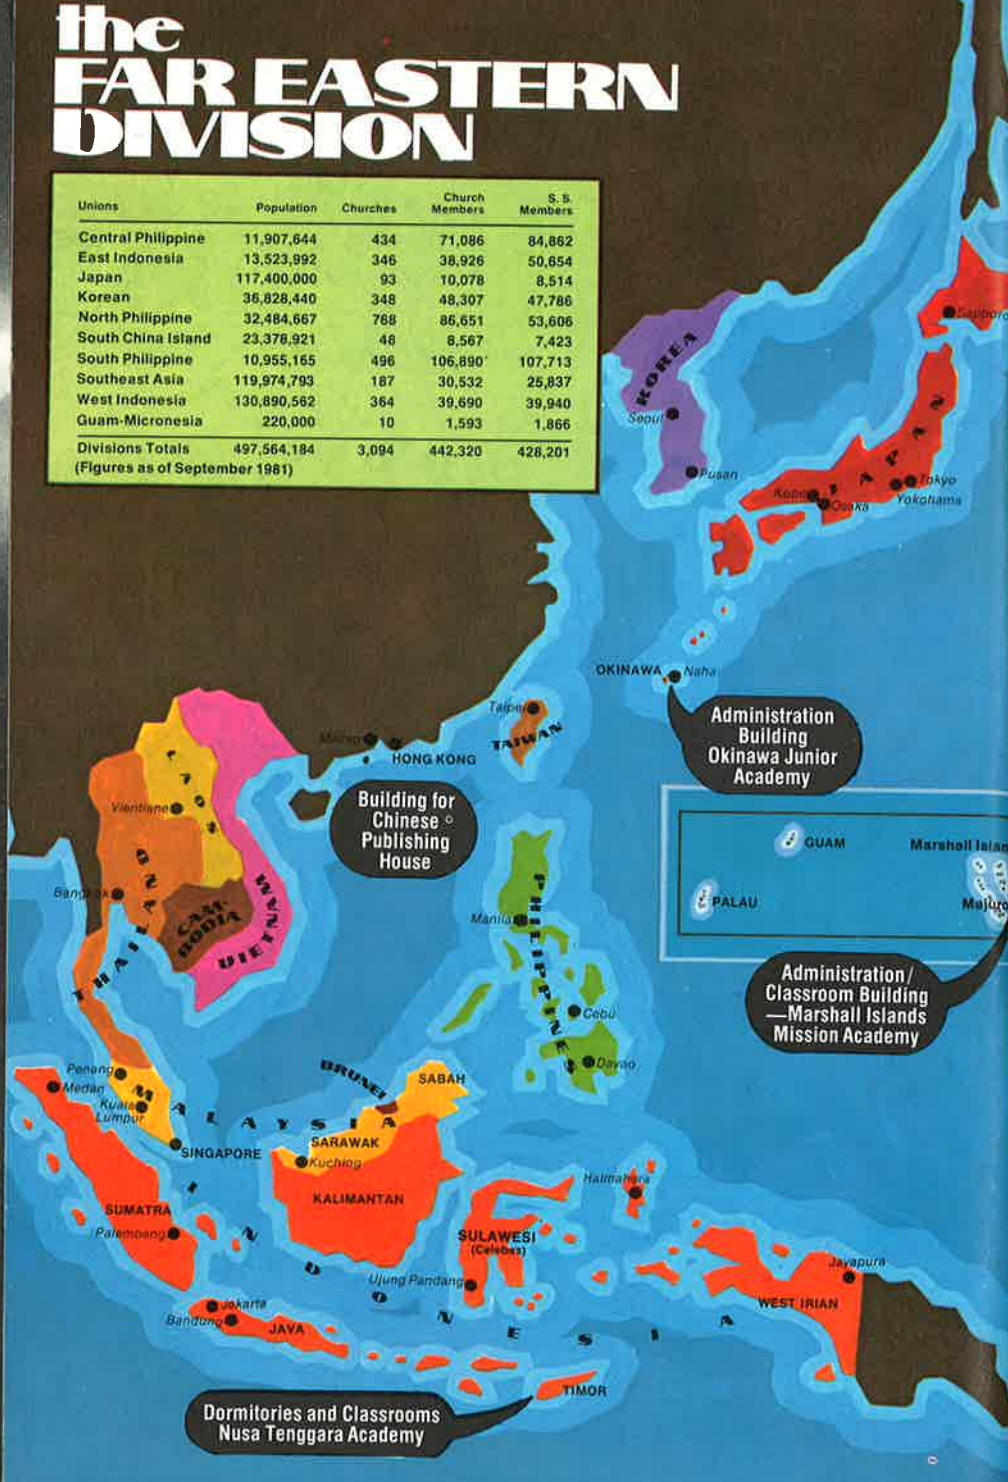 the
FAR EASTERN
DIVISION
Unions Population Churches Church Members S. S. Members
Central Philippine 11,907,644 434 71,086 84,862
East Indonesia 13,523,992 346 38,926 50,654
Japan 117,400,000 93 10,078 8,514
Korean 36,828,440 348 48,307 47,786
North Philippine 32,484,667 768 86,651 53,606
South China Island 23,378,921 48 8,567 7,423
South Philippine 10,955,165 496 106,890 107,713
Southeast Asia 119,974,793 187 30,532 25,837
West Indonesia 130,890,562 364 39,690 39,940
Guam-Micronesia 220,000 10 1,593 1,866
Divisions Totals 497,564,184 3,094 442,320 428,201
(Figures as of September 1981)
Sapporo
KOREA
Seoul
Pusan
JAPAN
Kobe
Osaka
Tokyo
Yokohama
OKINAWA
Naha
Administration
Building
Okinawa Junior
Academy
Taipei
TAIWAN
Macao
HONG KONG
Building for
Chinese
Publishing
House
LAOS
Vientiane
Bangkok
THAILAND
CAM-
BODIA
VIETNAM
GUAM
Marshall Islan
PALAU
Majuro
Administration/
Classroom Building
—Marshall Islands
Mission Academy
PHILIPPINES
Manila
Cebu
Davao
Penang
Medan
Kuala
Lumpur
MALAYSIA
BRUNEI
SABAH
SINGAPORE
SARAWAK
Kuching
KALIMANTAN
SUMATRA
Palembang
Halmahera
SULAWESI
(Celebes)
Ujung Pandang
INDONESIA
Jayapura
WEST IRIAN
Jakarta
Bandung
JAVA
TIMOR
Dormitories and Classrooms
Nusa Tenggara Academy